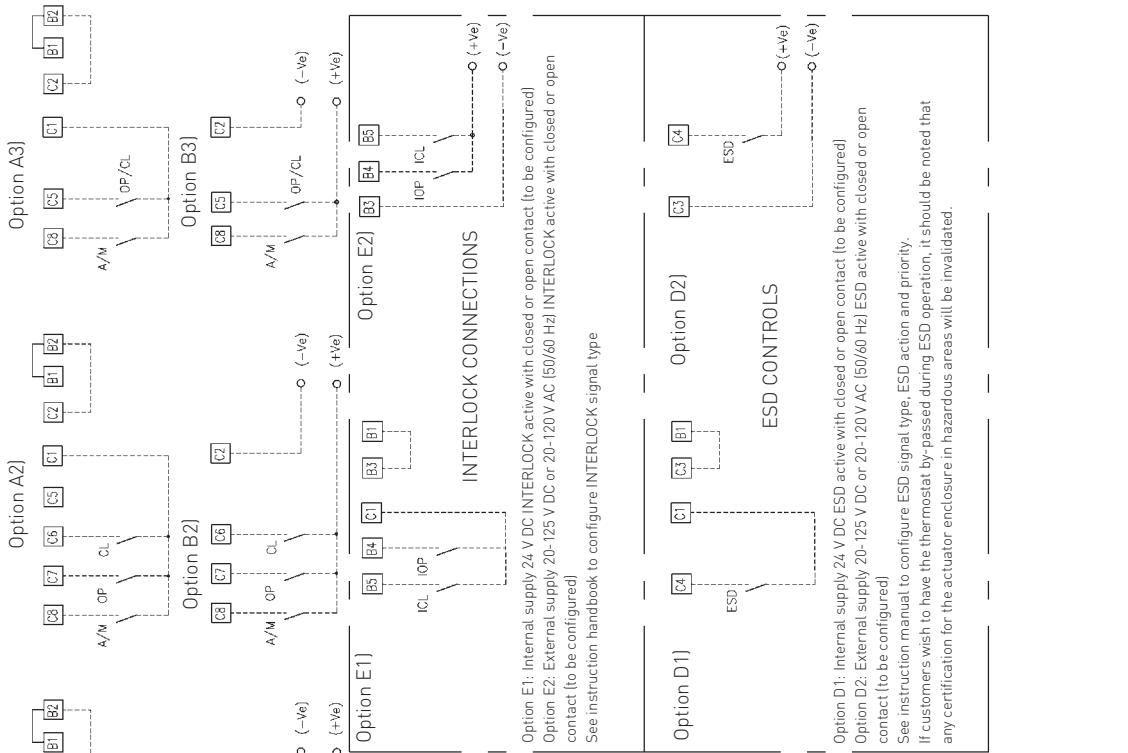 Option A2) Option A3)
C8 C7 C6 C5 C1 C2 B1 B2
C8 C5 C1 C2 B1 B2
B1 B2
A/M OP CL
A/M OP/CL
Option B2) Option B3)
C8 C7 C6 C2
C8 C5 C2
A/M OP CL
A/M OP/CL
(-Ve) (-Ve) (-Ve)
(+Ve) (+Ve) (+Ve)
Option E1) Option E2)
B5 B4 C1 B3 B1
B3 B4 B5
ICL IOP
IOP ICL
(+Ve)
(-Ve)
INTERLOCK CONNECTIONS
Option E1: Internal supply 24 V DC INTERLOCK active with closed or open contact (to be configured)
Option E2: External supply 20-125 V DC or 20-120 V AC (50/60 Hz) INTERLOCK active with closed or open
contact (to be configured)
See instruction handbook to configure INTERLOCK signal type
Option D1) Option D2)
C4 C1 C3 B1
C3 C4
ESD
ESD
(+Ve)
(-Ve)
ESD CONTROLS
Option D1: Internal supply 24 V DC ESD active with closed or open contact (to be configured)
Option D2: External supply 20-125 V DC or 20-120 V AC (50/60 Hz) ESD active with closed or open
contact (to be configured)
See instruction manual to configure ESD signal type, ESD action and priority.
If customers wish to have the thermostat by-passed during ESD operation, it should be noted that
any certification for the actuator enclosure in hazardous areas will be invalidated.